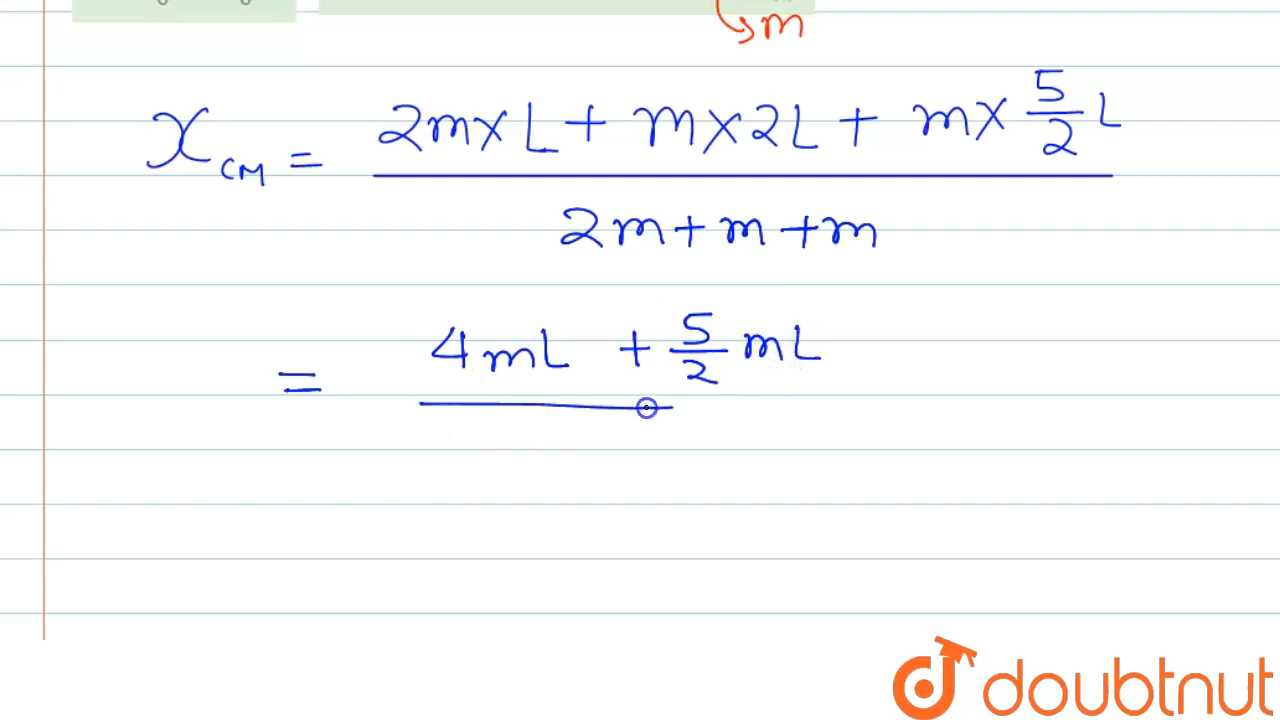 m
x_CM = (2m×L + m×2L + m×5/2 L) / (2m+m+m)
= 4mL + 5/2 mL
doubtnut